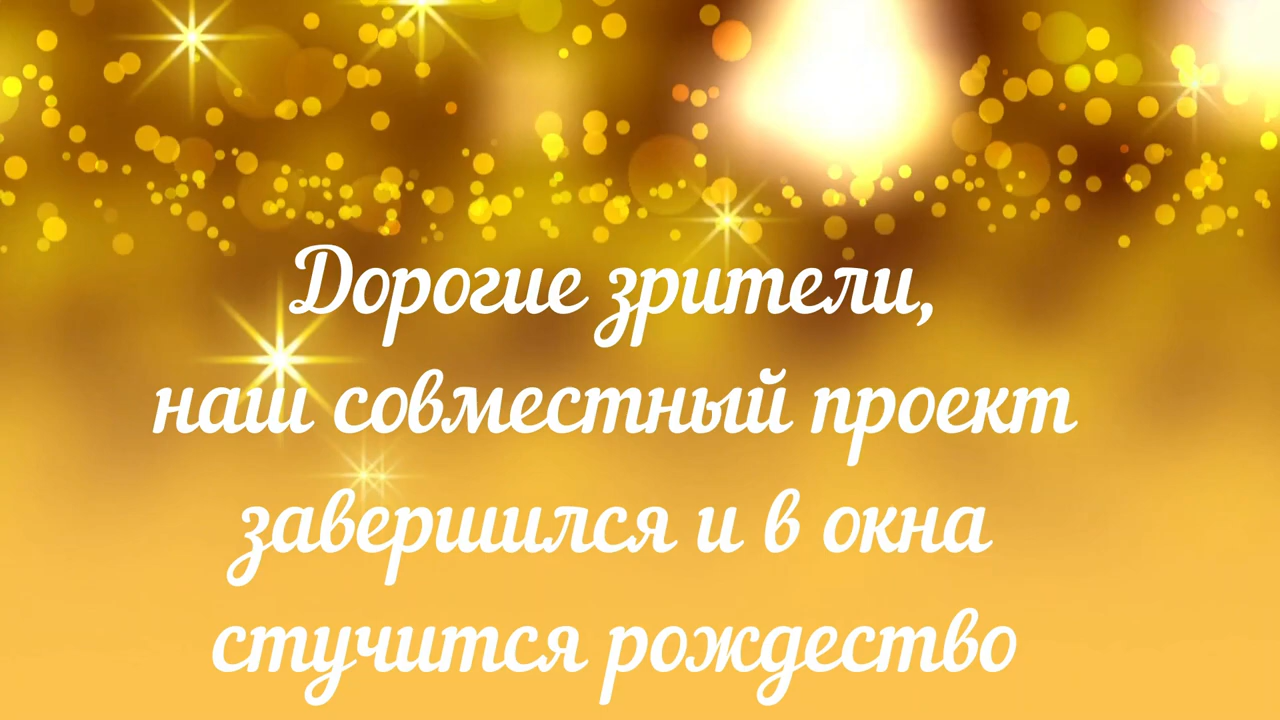 Дорогие зрители,
наш совместный проект
завершился и в окна
стучится рождество